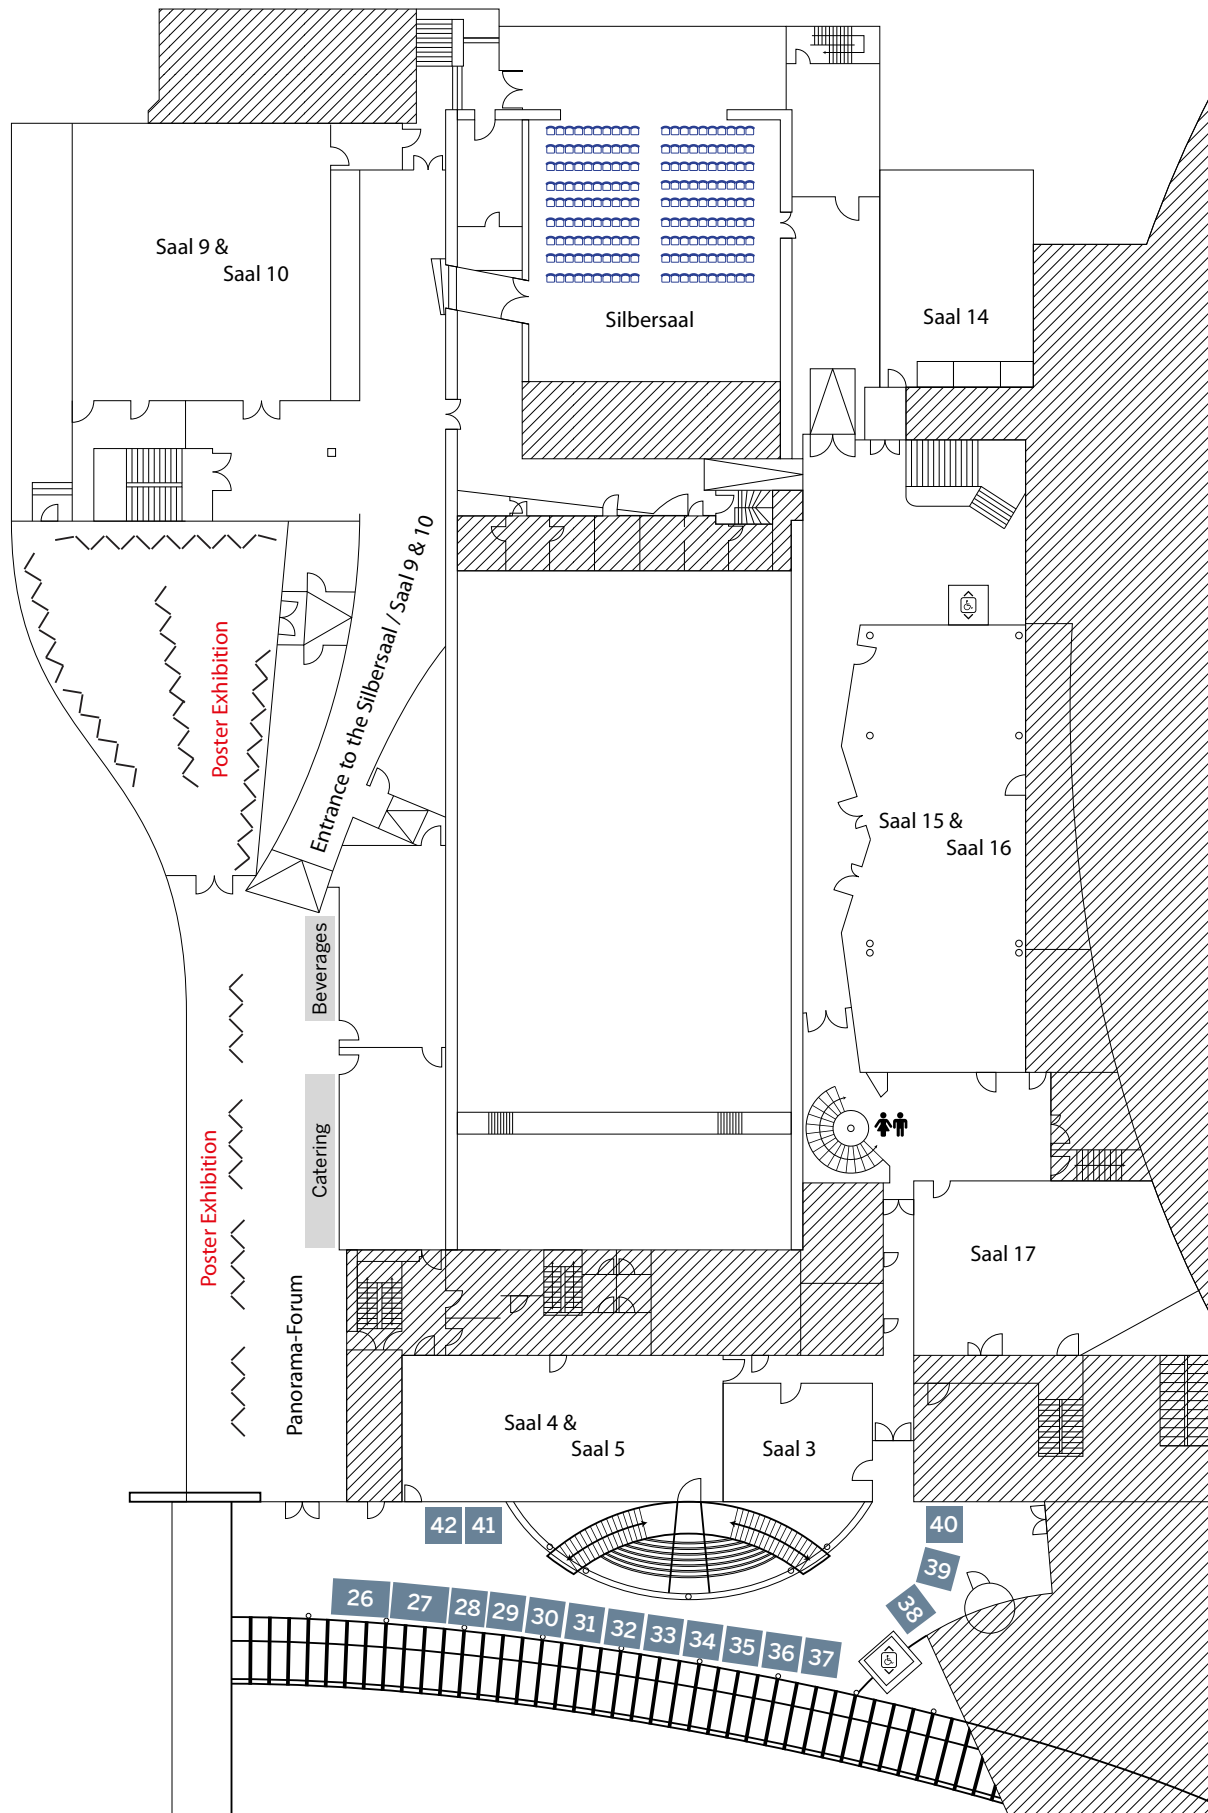 Saal 9 &
Saal 10
Silbersaal
Saal 14
Entrance to the Silbersaal / Saal 9 & 10
Poster Exhibition
Saal 15 &
Saal 16
Beverages
Catering
Poster Exhibition
Panorama-Forum
Saal 17
Saal 4 &
Saal 5
Saal 3
42 41
40
39
38
26 27 28 29 30 31 32 33 34 35 36 37